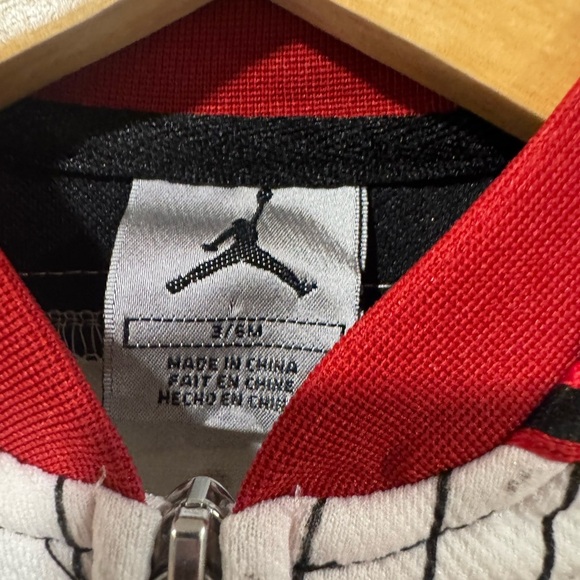 3/6M
MADE IN CHINA
FAIT EN CHINE
HECHO EN CHINA